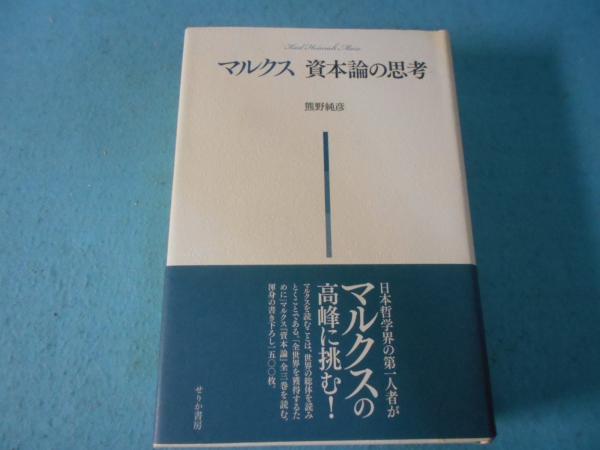 Karl Heinrich Marx
マルクス 資本論の思考
熊野純彦
日本哲学界の第一人者が
マルクスの
高峰に挑む！
マルクスを読むことは、世界の総体を読み
とくことである。「全世界を獲得するた
めに」マルクス『資本論』全三巻を読む。
渾身の書き下ろし一五〇〇枚。
せりか書房